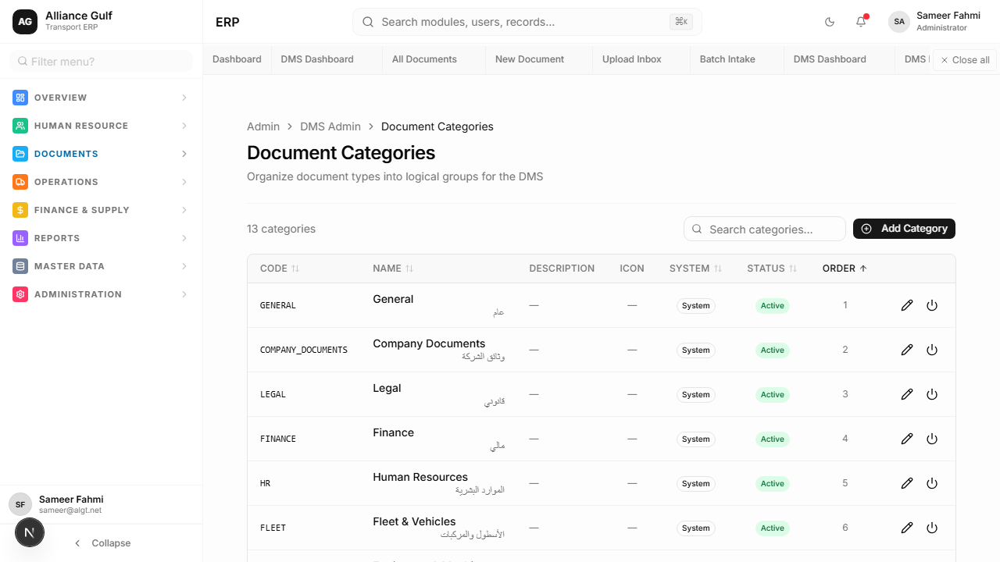 AG
Alliance Gulf
Transport ERP
ERP
Search modules, users, records...
⌘K
SA
Sameer Fahmi
Administrator
Filter menu?
Dashboard
DMS Dashboard
All Documents
New Document
Upload Inbox
Batch Intake
DMS Dashboard
DMS
Close all
OVERVIEW
HUMAN RESOURCE
DOCUMENTS
OPERATIONS
FINANCE & SUPPLY
REPORTS
MASTER DATA
ADMINISTRATION
Admin > DMS Admin > Document Categories
Document Categories
Organize document types into logical groups for the DMS
13 categories
Search categories...
Add Category
CODE NAME DESCRIPTION ICON SYSTEM STATUS ORDER
GENERAL General — — System Active 1
عام
COMPANY_DOCUMENTS Company Documents — — System Active 2
وثائق الشركة
LEGAL Legal — — System Active 3
قانوني
FINANCE Finance — — System Active 4
مالي
HR Human Resources — — System Active 5
الموارد البشرية
FLEET Fleet & Vehicles — — System Active 6
الأسطول والمركبات
SF
Sameer Fahmi
sameer@algt.net
N
Collapse